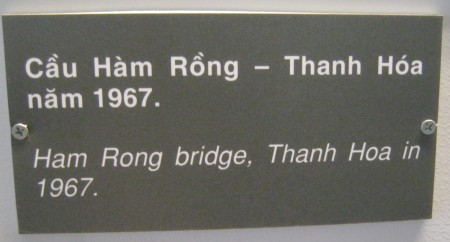 Cầu Hàm Rồng – Thanh Hóa
năm 1967.
Ham Rong bridge, Thanh Hoa in
1967.